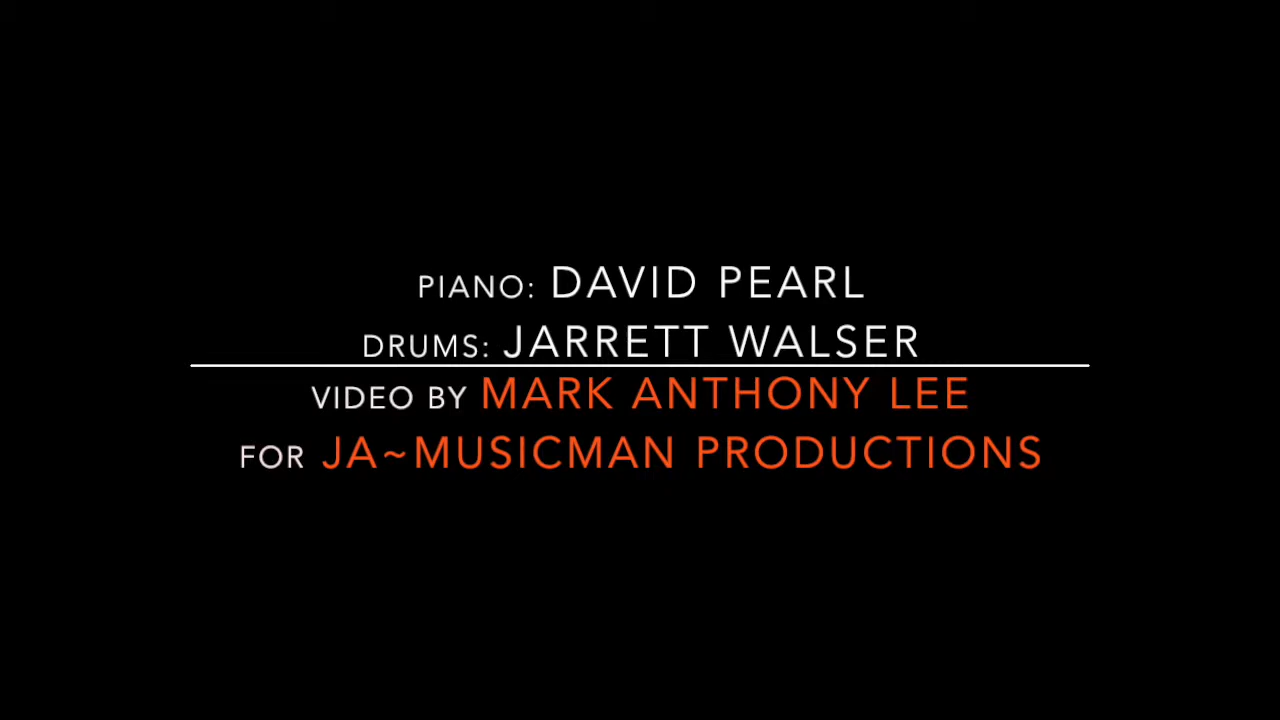 PIANO: DAVID PEARL
DRUMS: JARRETT WALSER
VIDEO BY MARK ANTHONY LEE
FOR JA~MUSICMAN PRODUCTIONS